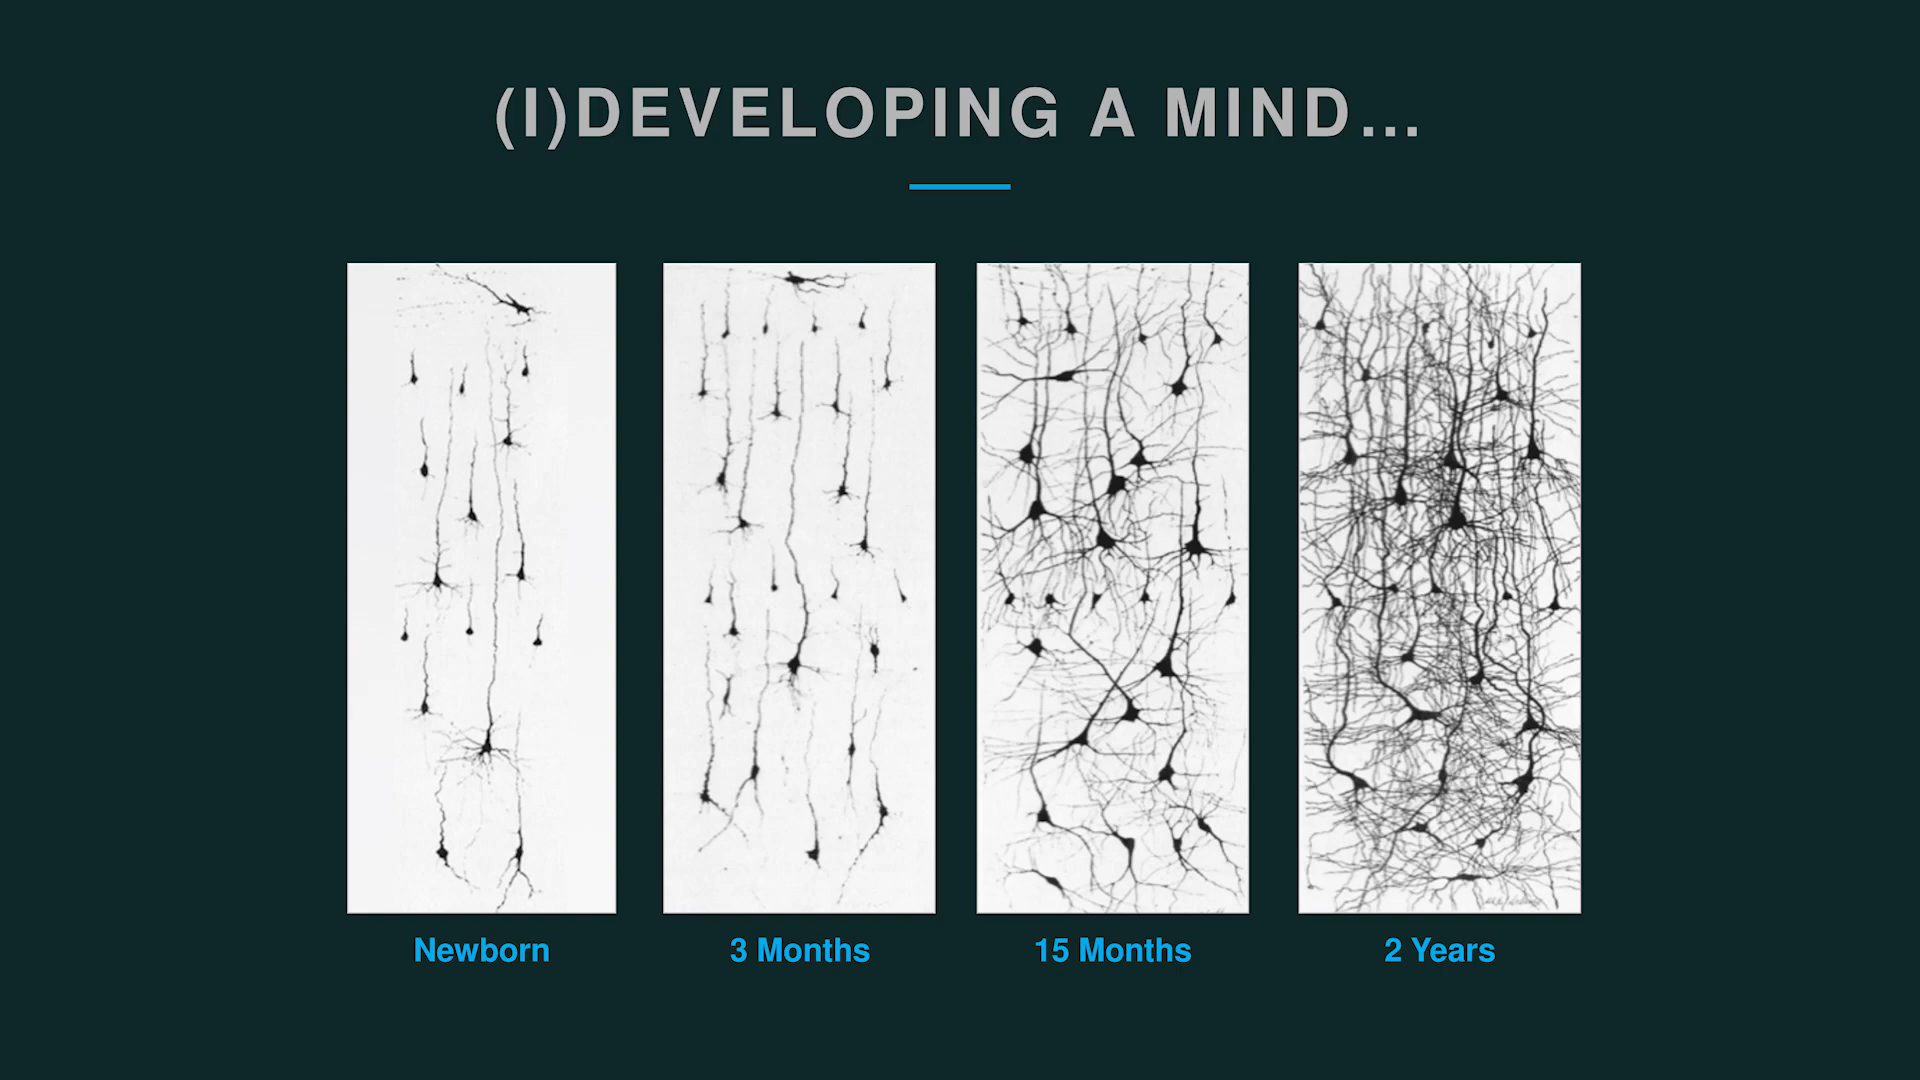 (I)DEVELOPING A MIND...
Newborn
3 Months
15 Months
2 Years